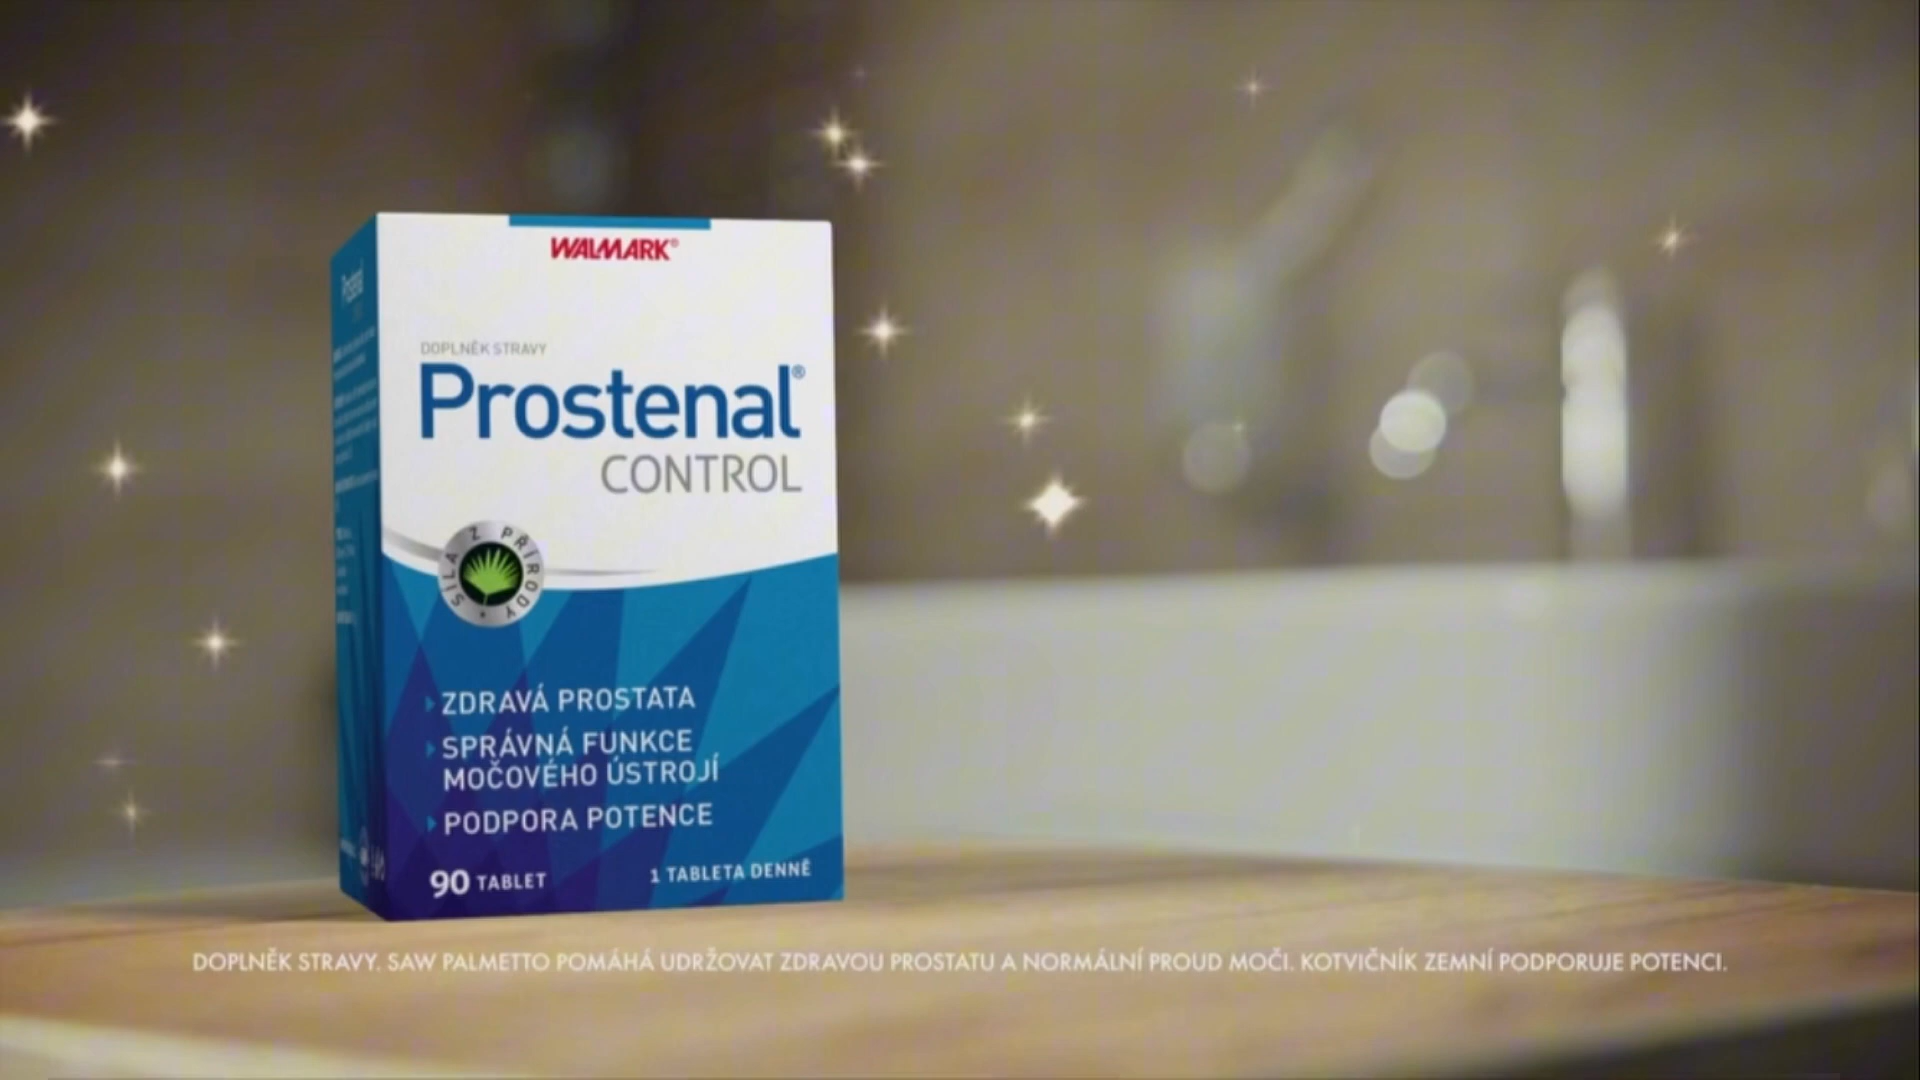 WALMARK®
DOPLNĚK STRAVY
Prostenal®
CONTROL
SÍLA Z PŘÍRODY
ZDRAVÁ PROSTATA
SPRÁVNÁ FUNKCE
MOČOVÉHO ÚSTROJÍ
PODPORA POTENCE
90 TABLET
1 TABLETA DENNĚ
Prostenal
DOPLNĚK STRAVY. SAW PALMETTO POMÁHÁ UDRŽOVAT ZDRAVOU PROSTATU A NORMÁLNÍ PROUD MOČI. KOTVIČNÍK ZEMNÍ PODPORUJE POTENCI.